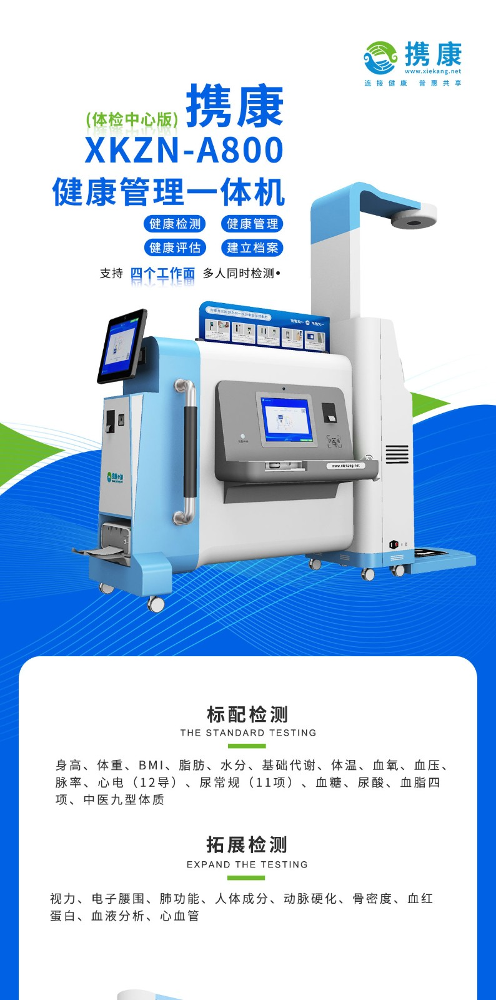 携康
www.xiekang.net
连接健康 普惠共享
(体检中心版) 携康
XKZN-A800
健康管理一体机
健康检测 健康管理
健康评估 建立档案
支持 四个工作面 多人同时检测•
www.xiekang.net
标配检测
THE STANDARD TESTING
身高、体重、BMI、脂肪、水分、基础代谢、体温、血氧、血压、
脉率、心电（12导）、尿常规（11项）、血糖、尿酸、血脂四
项、中医九型体质
拓展检测
EXPAND THE TESTING
视力、电子腰围、肺功能、人体成分、动脉硬化、骨密度、血红
蛋白、血液分析、心血管